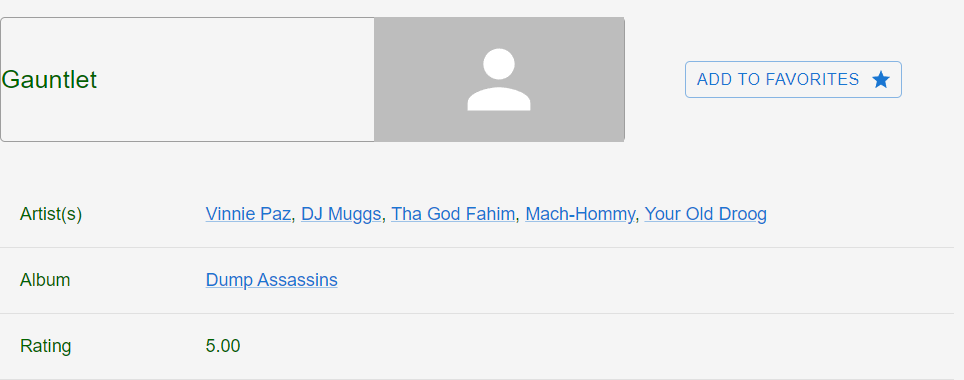 Gauntlet
ADD TO FAVORITES
Artist(s) Vinnie Paz, DJ Muggs, Tha God Fahim, Mach-Hommy, Your Old Droog
Album Dump Assassins
Rating 5.00